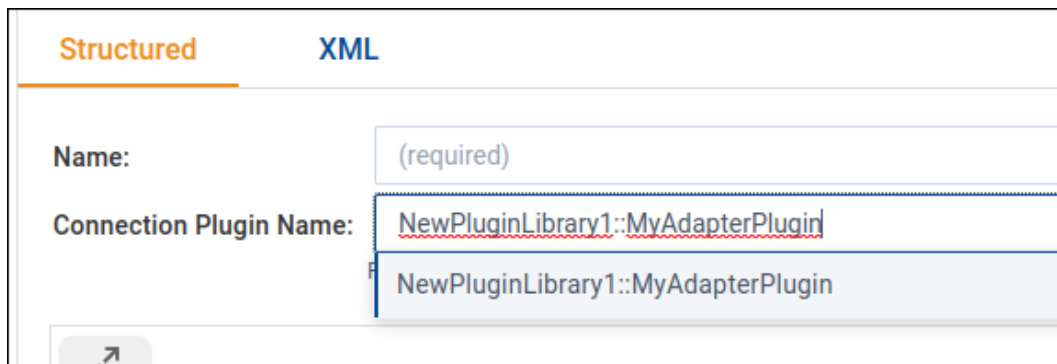 Structured XML
Name: (required)
Connection Plugin Name: NewPluginLibrary1::MyAdapterPlugin
NewPluginLibrary1::MyAdapterPlugin